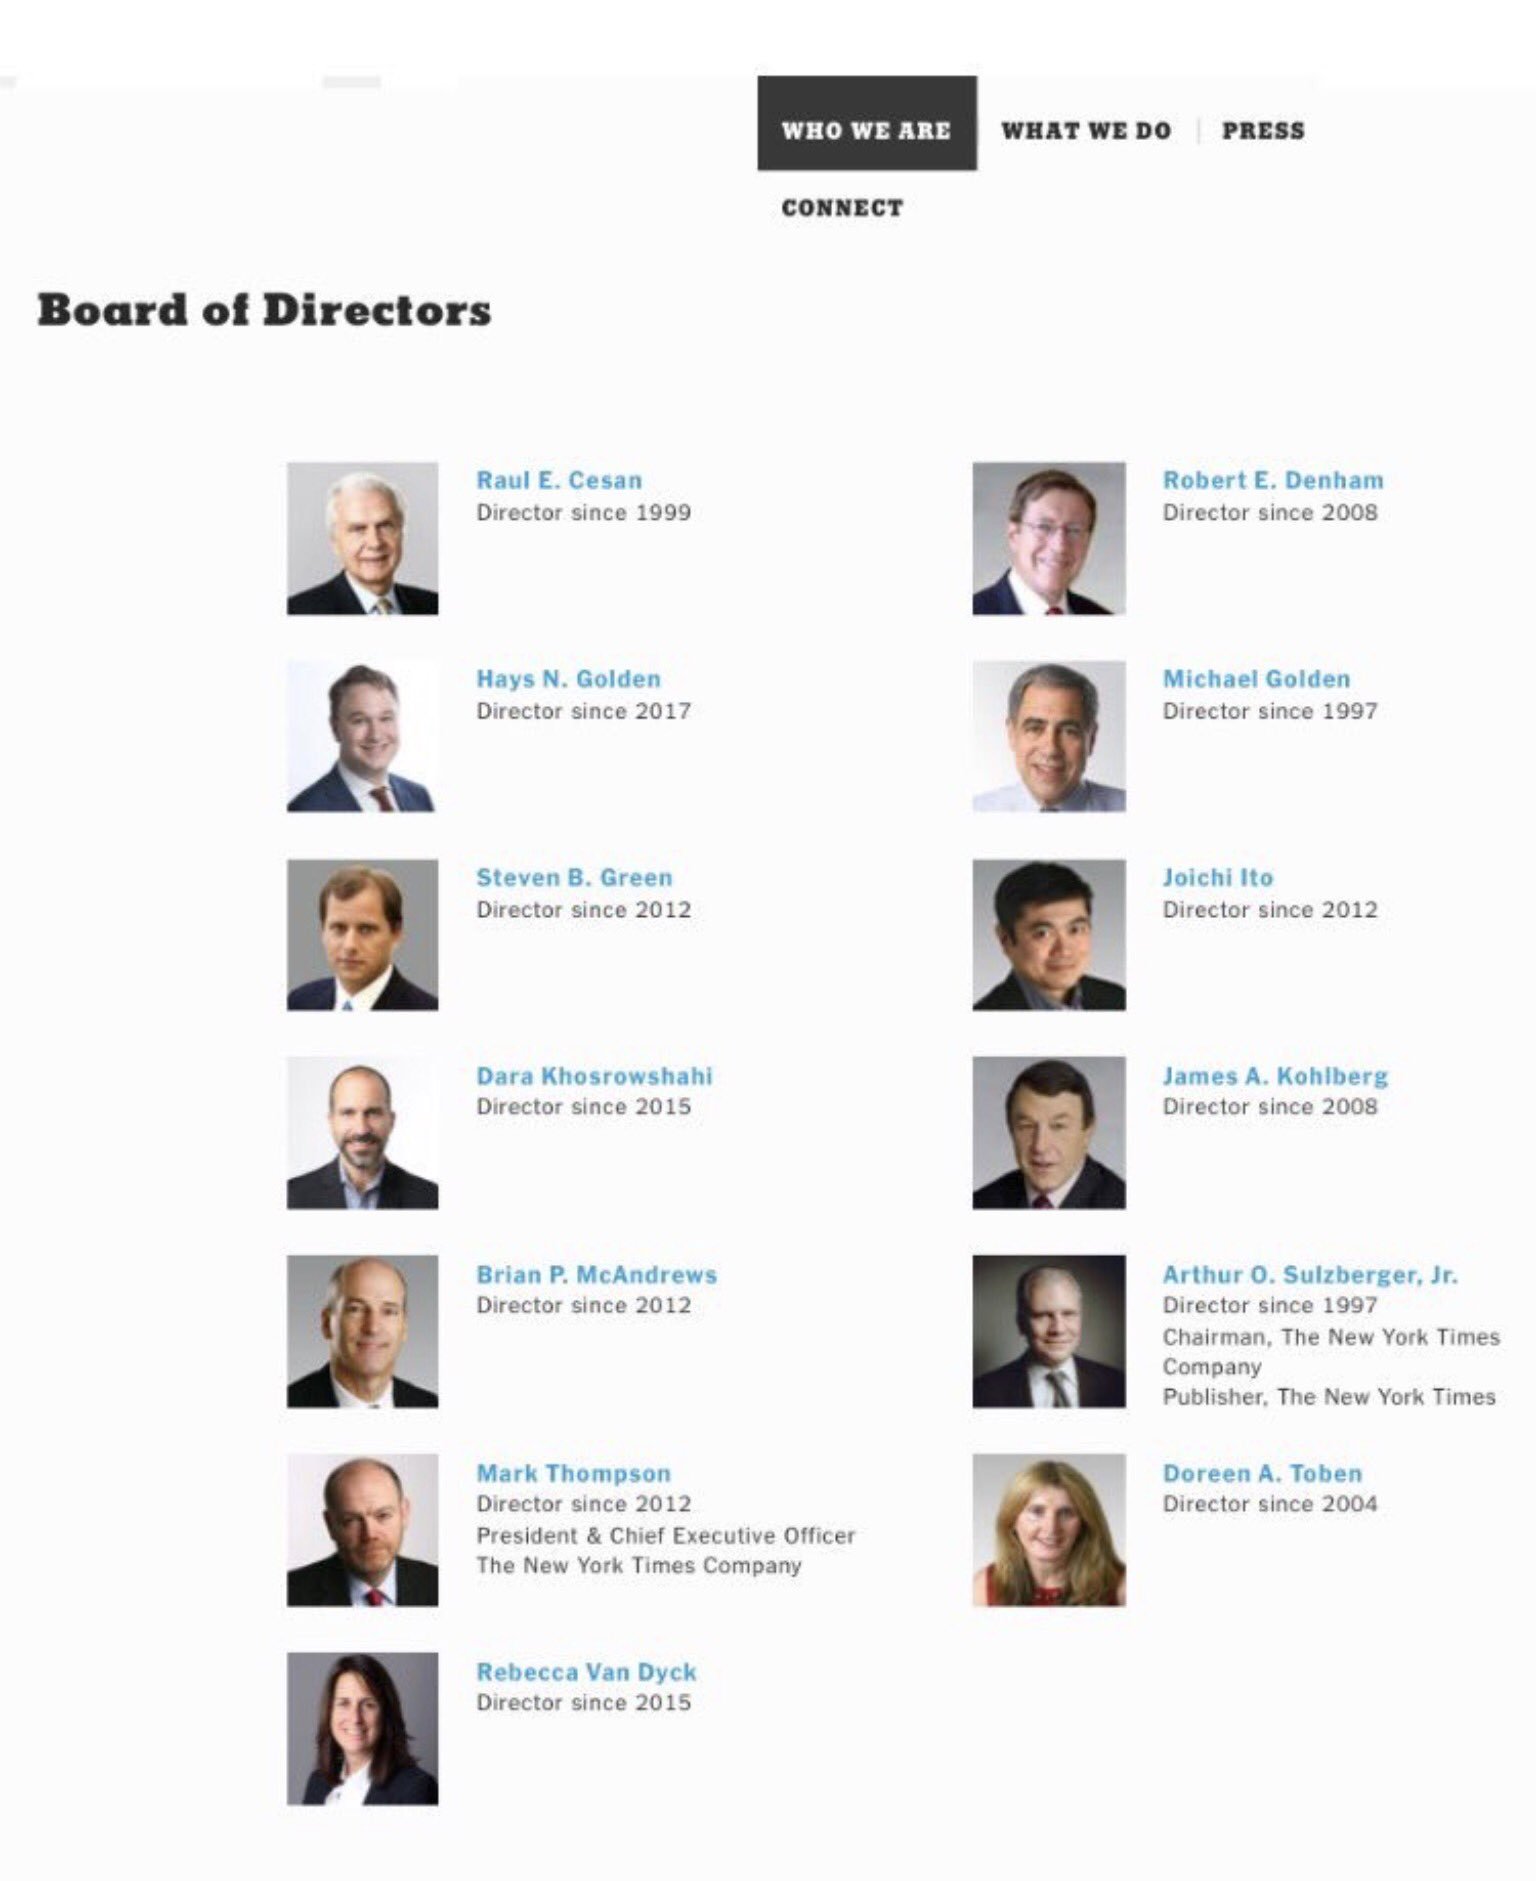 WHO WE ARE
WHAT WE DO
PRESS
CONNECT
Board of Directors
Raul E. Cesan
Director since 1999
Robert E. Denham
Director since 2008
Hays N. Golden
Director since 2017
Michael Golden
Director since 1997
Steven B. Green
Director since 2012
Joichi Ito
Director since 2012
Dara Khosrowshahi
Director since 2015
James A. Kohlberg
Director since 2008
Brian P. McAndrews
Director since 2012
Arthur O. Sulzberger, Jr.
Director since 1997
Chairman, The New York Times
Company
Publisher, The New York Times
Mark Thompson
Director since 2012
President & Chief Executive Officer
The New York Times Company
Doreen A. Toben
Director since 2004
Rebecca Van Dyck
Director since 2015